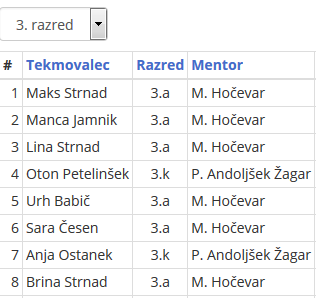 3. razred
# Tekmovalec Razred Mentor
1 Maks Strnad 3.a M. Hočevar
2 Manca Jamnik 3.a M. Hočevar
3 Lina Strnad 3.a M. Hočevar
4 Oton Petelinšek 3.k P. Andoljšek Žagar
5 Urh Babič 3.a M. Hočevar
6 Sara Česen 3.a M. Hočevar
7 Anja Ostanek 3.k P. Andoljšek Žagar
8 Brina Strnad 3.a M. Hočevar